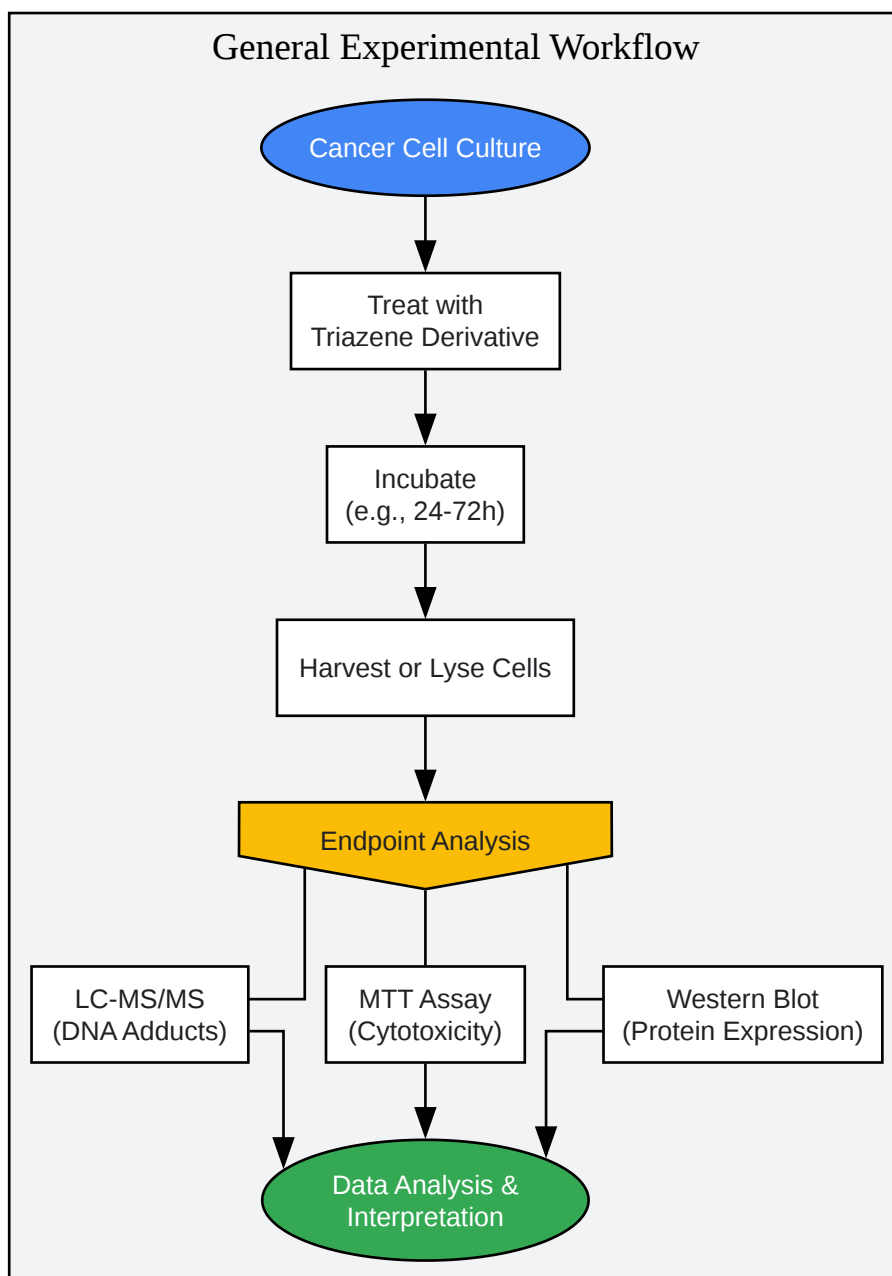 General Experimental Workflow
Cancer Cell Culture
Treat with
Triazene Derivative
Incubate
(e.g., 24-72h)
Harvest or Lyse Cells
Endpoint Analysis
LC-MS/MS
(DNA Adducts)
MTT Assay
(Cytotoxicity)
Western Blot
(Protein Expression)
Data Analysis &
Interpretation